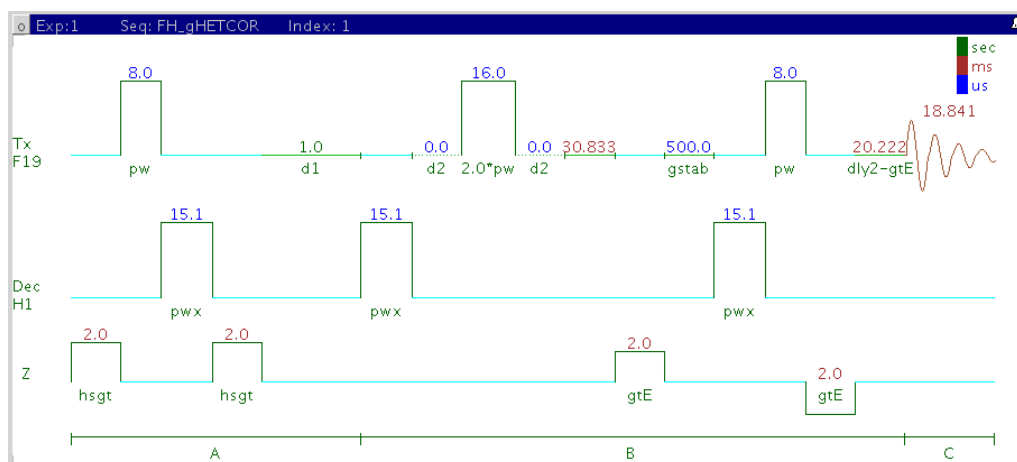 o Exp:1 Seq: FH_gHETCOR Index: 1
sec
ms
us
8.0 16.0 8.0 18.841
Tx
F19
1.0 0.0 0.0 30.833 500.0 20.222
pw d1 d2 2.0*pw d2 gstab pw dly2-gtE
15.1 15.1 15.1
Dec
H1
pwx pwx pwx
2.0 2.0 2.0
Z
2.0
hsgt hsgt gtE gtE
A B C